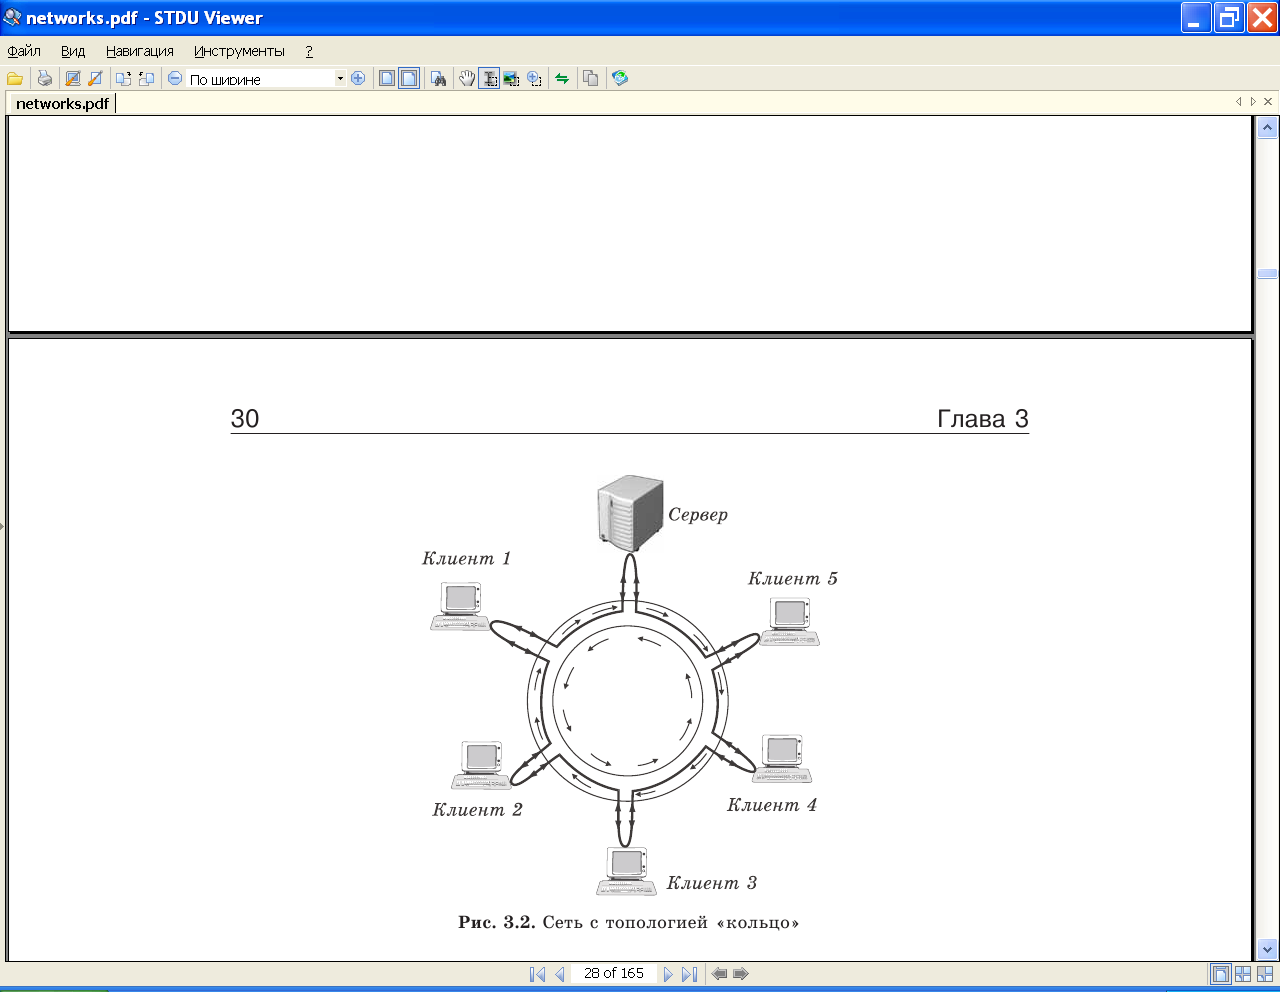 networks.pdf - STDU Viewer
Файл Вид Навигация Инструменты ?
По ширине
networks.pdf
30 Глава 3
Сервер
Клиент 1
Клиент 5
Клиент 2
Клиент 4
Клиент 3
Рис. 3.2. Сеть с топологией «кольцо»
28 of 165